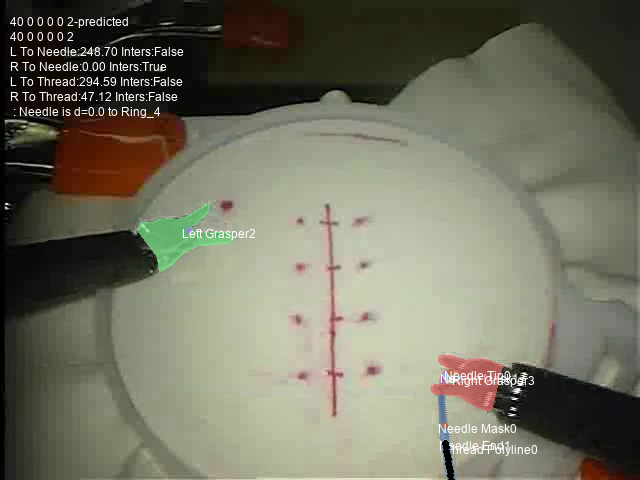 40 0 0 0 0 2-predicted
40 0 0 0 0 2
L To Needle:248.70 Inters:False
R To Needle:0.00 Inters:True
L To Thread:294.59 Inters:False
R To Thread:47.12 Inters:False
: Needle is d=0.0 to Ring_4
Left Grasper2
Needle Tip0
Right Grasper3
Needle Mask0
Needle End1
Thread Polyline0